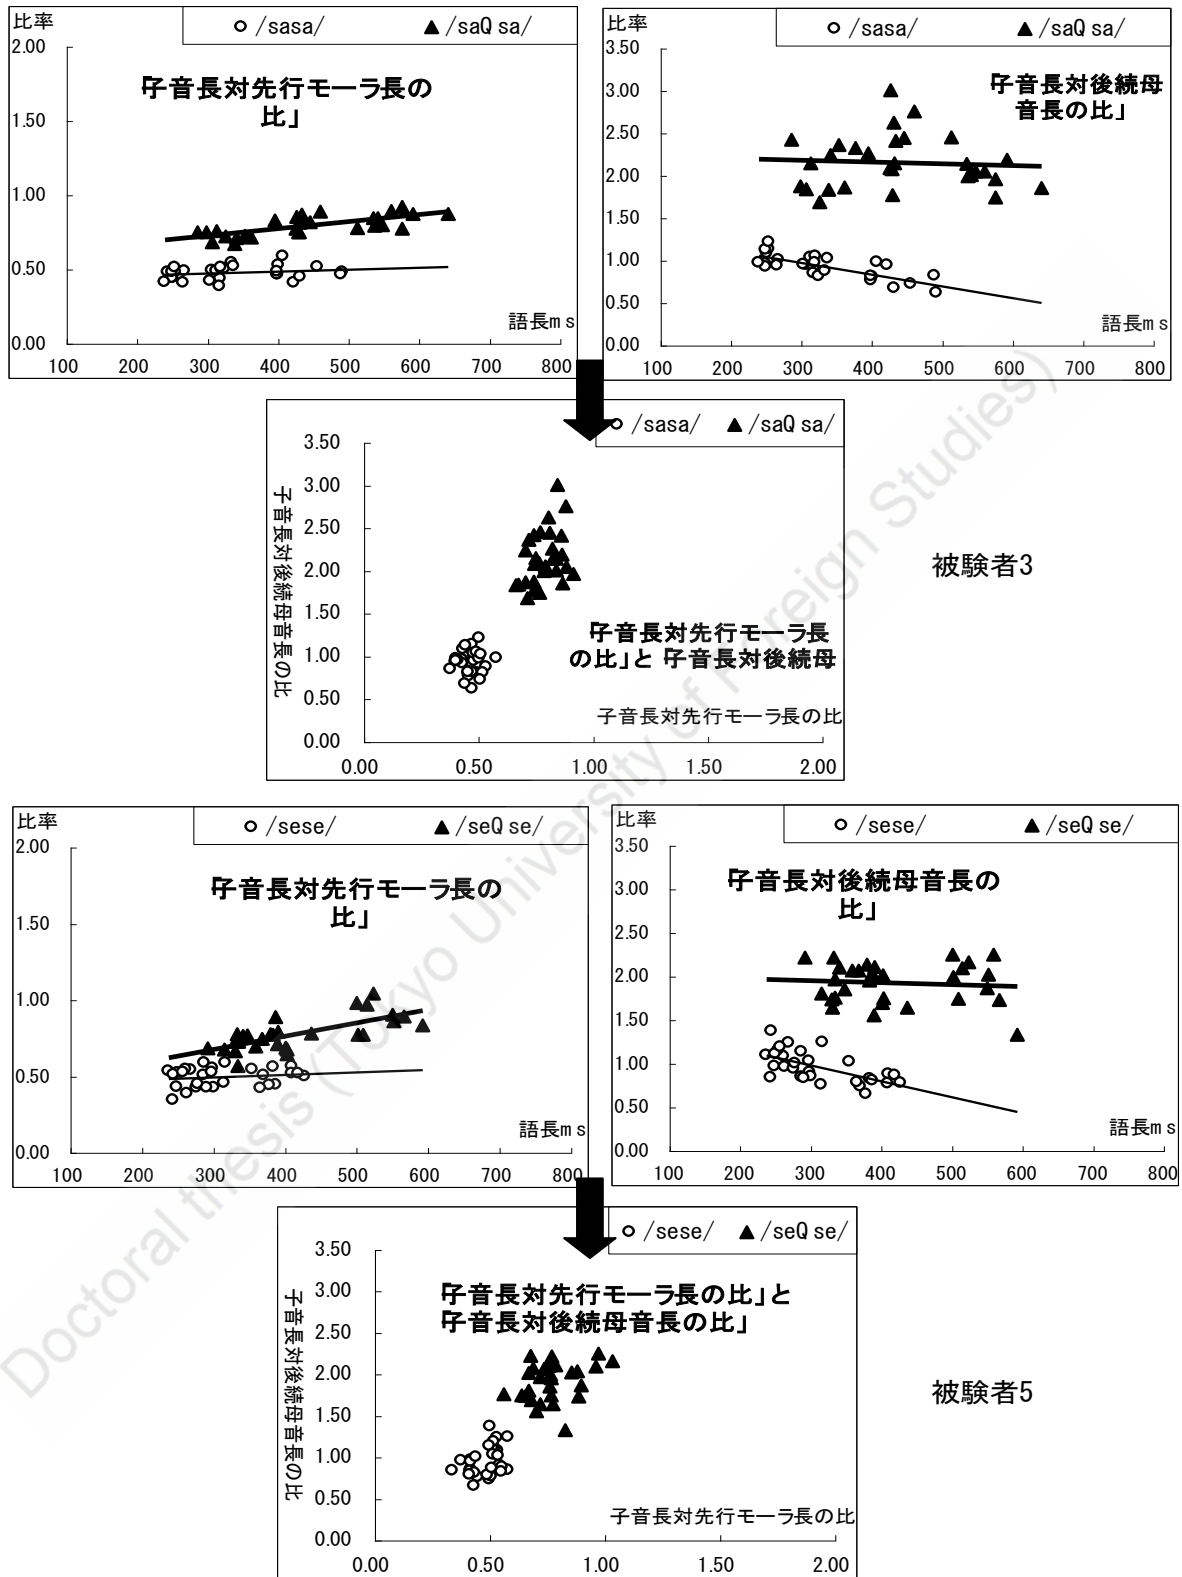 比率
○ /sasa/ ▲ /saQ sa/
2.00
1.50
1.00
0.50
0.00
「子音長対先行モーラ長の
比」
語長ms
100 200 300 400 500 600 700 800
○ /sasa/ ▲ /saQ sa/
3.50
3.00
2.50
2.00
1.50
1.00
0.50
0.00
「子音長対後続母
音長の比」
語長ms
100 200 300 400 500 600 700 800
○ /sasa/ ▲ /saQ sa/
3.50
3.00
2.50
2.00
1.50
1.00
0.50
0.00
子音長対後続母音長の比
「子音長対先行モーラ長
の比」と「子音長対後続母
子音長対先行モーラ長の比
0.00 0.50 1.00 1.50 2.00
被験者3
比率
○ /sese/ ▲ /seQ se/
2.00
1.50
1.00
0.50
0.00
「子音長対先行モーラ長の
比」
語長ms
100 200 300 400 500 600 700 800
比率
○ /sese/ ▲ /seQ se/
3.50
3.00
2.50
2.00
1.50
1.00
0.50
0.00
「子音長対後続母音長の
比」
語長ms
100 200 300 400 500 600 700 800
○ /sese/ ▲ /seQ se/
3.50
3.00
2.50
2.00
1.50
1.00
0.50
0.00
子音長対後続母音長の比
「子音長対先行モーラ長の比」と
「子音長対後続母音長の比」
子音長対先行モーラ長の比
0.00 0.50 1.00 1.50 2.00
被験者5
Doctoral thesis (Tokyo University of Foreign Studies)